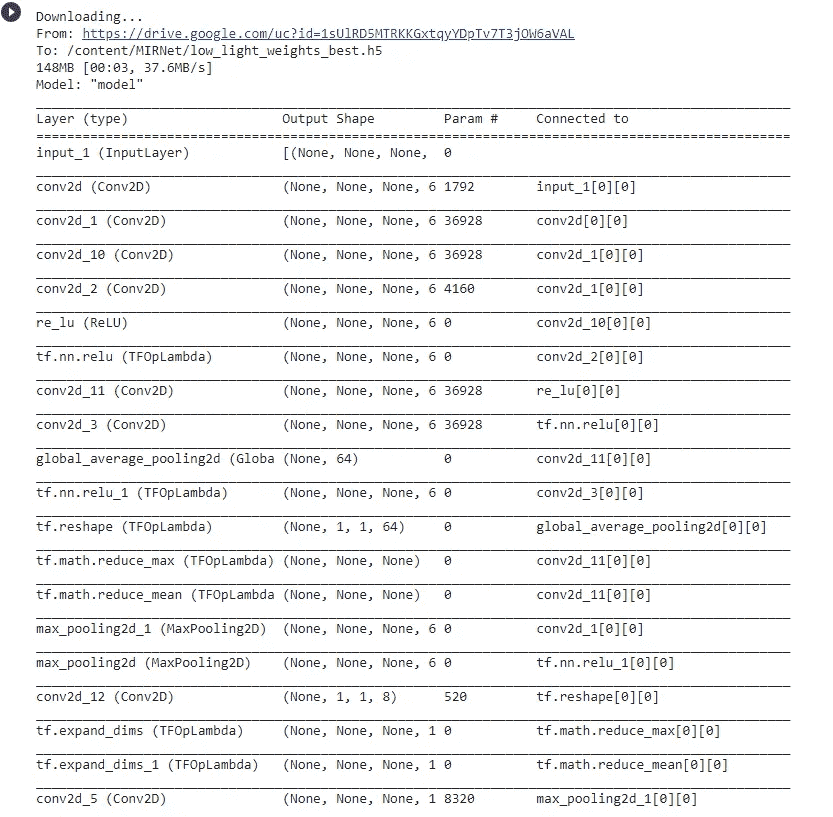 Downloading...
From: https://drive.google.com/uc?id=1sUlRD5MTRKKGxtqyYDpTv7T3jOW6aVAL
To: /content/MIRNet/low_light_weights_best.h5
148MB [00:03, 37.6MB/s]
Model: "model"
Layer (type) Output Shape Param # Connected to
input_1 (InputLayer) [(None, None, None, 0
conv2d (Conv2D) (None, None, None, 6 1792 input_1[0][0]
conv2d_1 (Conv2D) (None, None, None, 6 36928 conv2d[0][0]
conv2d_10 (Conv2D) (None, None, None, 6 36928 conv2d_1[0][0]
conv2d_2 (Conv2D) (None, None, None, 6 4160 conv2d_1[0][0]
re_lu (ReLU) (None, None, None, 6 0 conv2d_10[0][0]
tf.nn.relu (TFOpLambda) (None, None, None, 6 0 conv2d_2[0][0]
conv2d_11 (Conv2D) (None, None, None, 6 36928 re_lu[0][0]
conv2d_3 (Conv2D) (None, None, None, 6 36928 tf.nn.relu[0][0]
global_average_pooling2d (Globa (None, 64) 0 conv2d_11[0][0]
tf.nn.relu_1 (TFOpLambda) (None, None, None, 6 0 conv2d_3[0][0]
tf.reshape (TFOpLambda) (None, 1, 1, 64) 0 global_average_pooling2d[0][0]
tf.math.reduce_max (TFOpLambda) (None, None, None) 0 conv2d_11[0][0]
tf.math.reduce_mean (TFOpLambda (None, None, None) 0 conv2d_11[0][0]
max_pooling2d_1 (MaxPooling2D) (None, None, None, 6 0 conv2d_1[0][0]
max_pooling2d (MaxPooling2D) (None, None, None, 6 0 tf.nn.relu_1[0][0]
conv2d_12 (Conv2D) (None, 1, 1, 8) 520 tf.reshape[0][0]
tf.expand_dims (TFOpLambda) (None, None, None, 1 0 tf.math.reduce_max[0][0]
tf.expand_dims_1 (TFOpLambda) (None, None, None, 1 0 tf.math.reduce_mean[0][0]
conv2d_5 (Conv2D) (None, None, None, 1 8320 max_pooling2d_1[0][0]